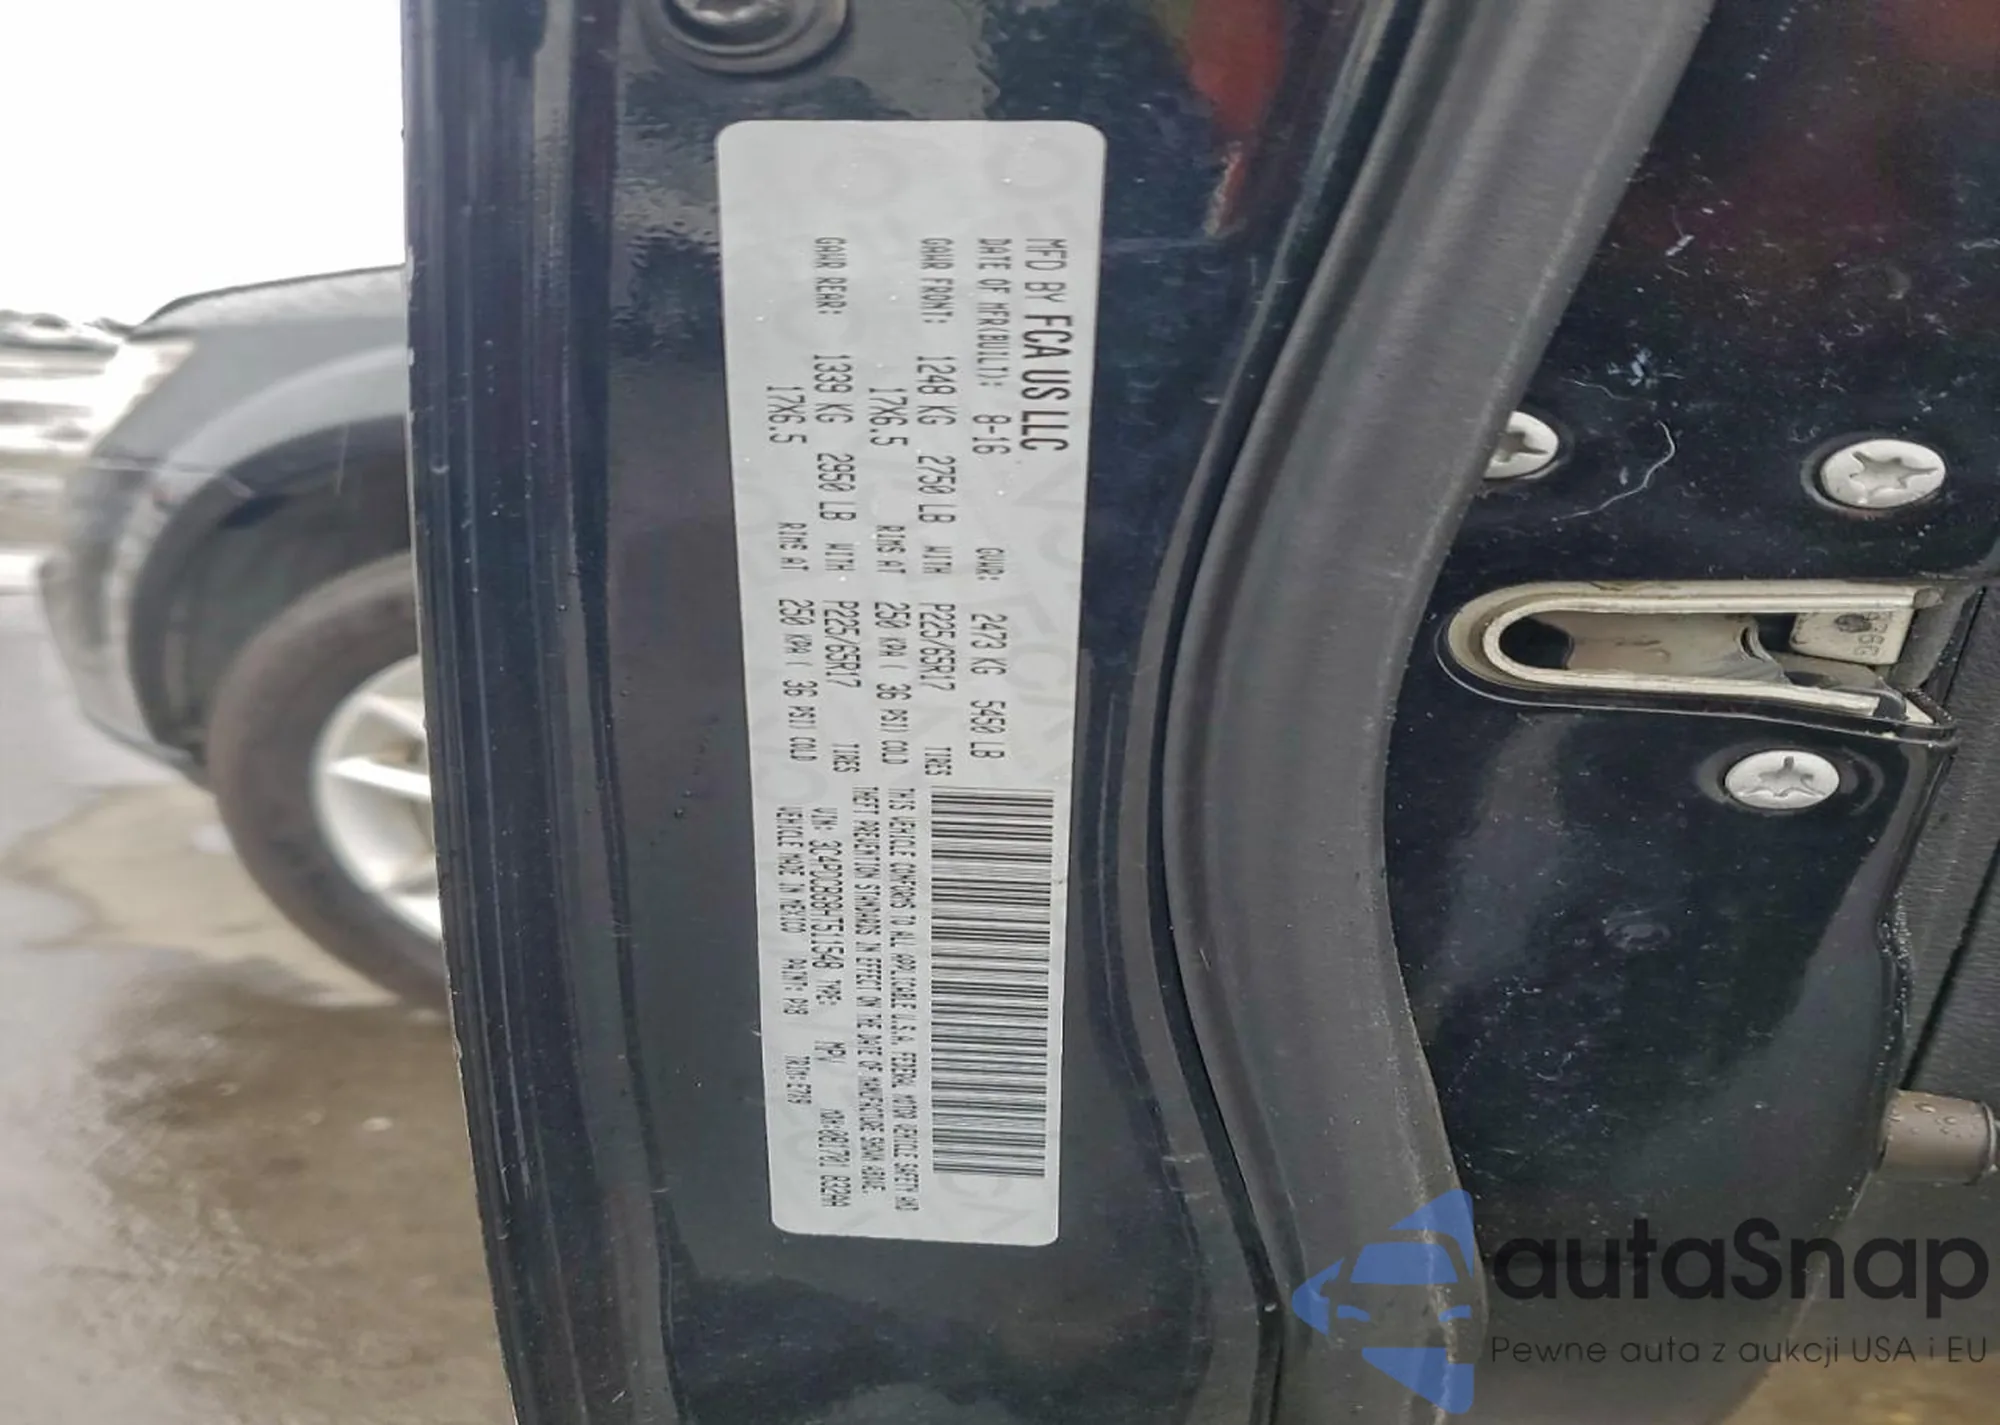 MFD BY FCA US LLC
DATE OF MFR(BUILT): 8-16 GVWR: 2473 KG 5450 LB
GAWR FRONT: 1248 KG 2750 LB WITH P225/65R17 TIRES
17X6.5 RIMS AT 250 KPA ( 36 PSI) COLD
GAWR REAR: 1339 KG 2950 LB WITH P225/65R17 TIRES
17X6.5 RIMS AT 250 KPA ( 36 PSI) COLD
THIS VEHICLE CONFORMS TO ALL APPLICABLE U.S.A. FEDERAL MOTOR VEHICLE SAFETY AND
THEFT PREVENTION STANDARDS IN EFFECT ON THE DATE OF MANUFACTURE SHOWN ABOVE.
VIN: TYPE: MPV
VEHICLE MADE IN MEXICO PAINT: TRIM:
autaSnap
Pewne auta z aukcji USA i EU